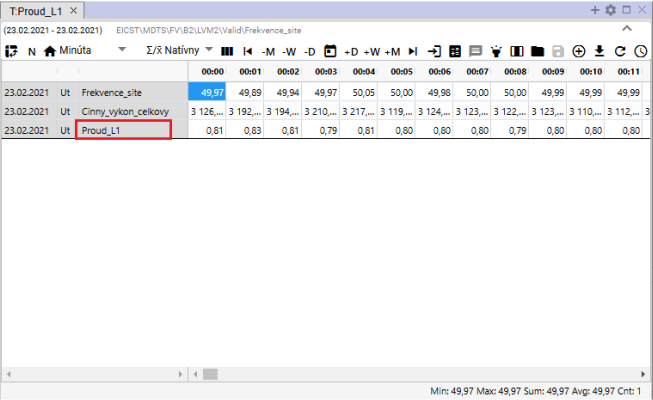 T:Proud_L1
(23.02.2021 - 23.02.2021) EICST\MDTS\FV\B2\LVM2\Valid\Frekvence_site
N Minúta Σ/x̄ Natívny -M -W -D +D +W +M
00:00 00:01 00:02 00:03 00:04 00:05 00:06 00:07 00:08 00:09 00:10 00:11
23.02.2021 Ut Frekvence_site 49,97 49,89 49,94 49,97 50,05 50,00 49,98 50,00 50,00 49,99 49,99 49,99
23.02.2021 Ut Cinny_vykon_celkovy 3 126,... 3 192,... 3 194,... 3 210,... 3 217,... 3 119,... 3 124,... 3 123,... 3 122,... 3 123,... 3 110,... 3 112,... 3
23.02.2021 Ut Proud_L1 0,81 0,83 0,81 0,79 0,81 0,80 0,80 0,80 0,79 0,80 0,80 0,80
Min: 49,97 Max: 49,97 Sum: 49,97 Avg: 49,97 Cnt: 1